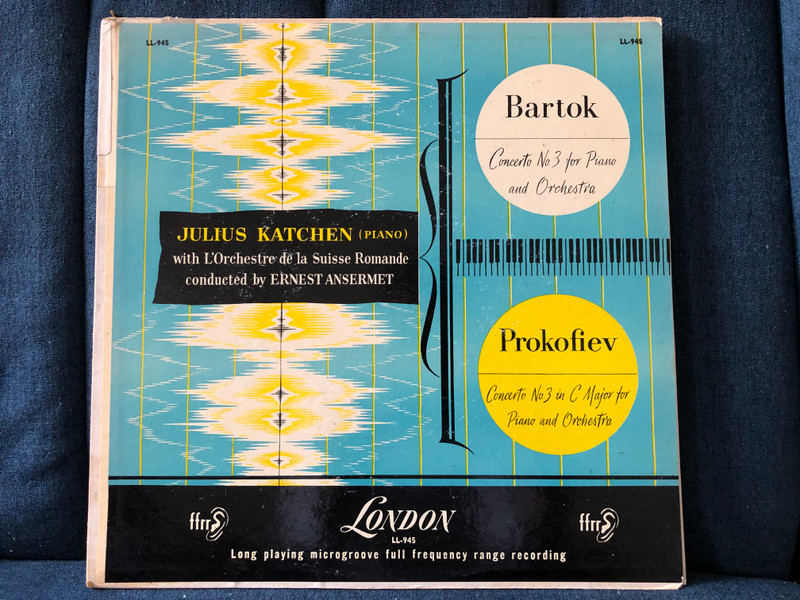 LL-945
LL-945
Bartok
Concerto No 3 for Piano
and Orchestra
JULIUS KATCHEN (PIANO)
with L'Orchestre de la Suisse Romande
conducted by ERNEST ANSERMET
Prokofiev
Concerto No 3 in C Major for
Piano and Orchestra
ffrr
LONDON
ffrr
LL-945
Long playing microgroove full frequency range recording